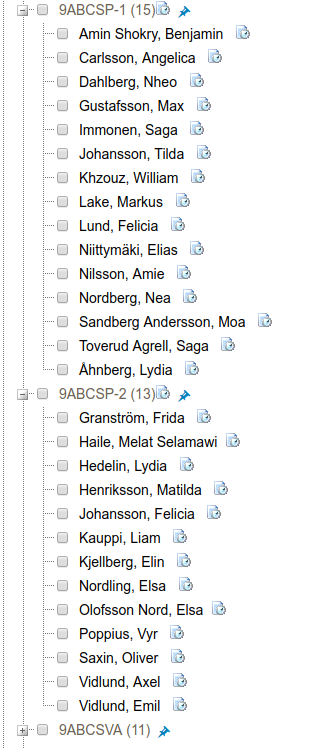 9ABCSP-1 (15)
Amin Shokry, Benjamin
Carlsson, Angelica
Dahlberg, Nheo
Gustafsson, Max
Immonen, Saga
Johansson, Tilda
Khzouz, William
Lake, Markus
Lund, Felicia
Niittymäki, Elias
Nilsson, Amie
Nordberg, Nea
Sandberg Andersson, Moa
Toverud Agrell, Saga
Åhnberg, Lydia
9ABCSP-2 (13)
Granström, Frida
Haile, Melat Selamawi
Hedelin, Lydia
Henriksson, Matilda
Johansson, Felicia
Kauppi, Liam
Kjellberg, Elin
Nordling, Elsa
Olofsson Nord, Elsa
Poppius, Vyr
Saxin, Oliver
Vidlund, Axel
Vidlund, Emil
9ABCSVA (11)